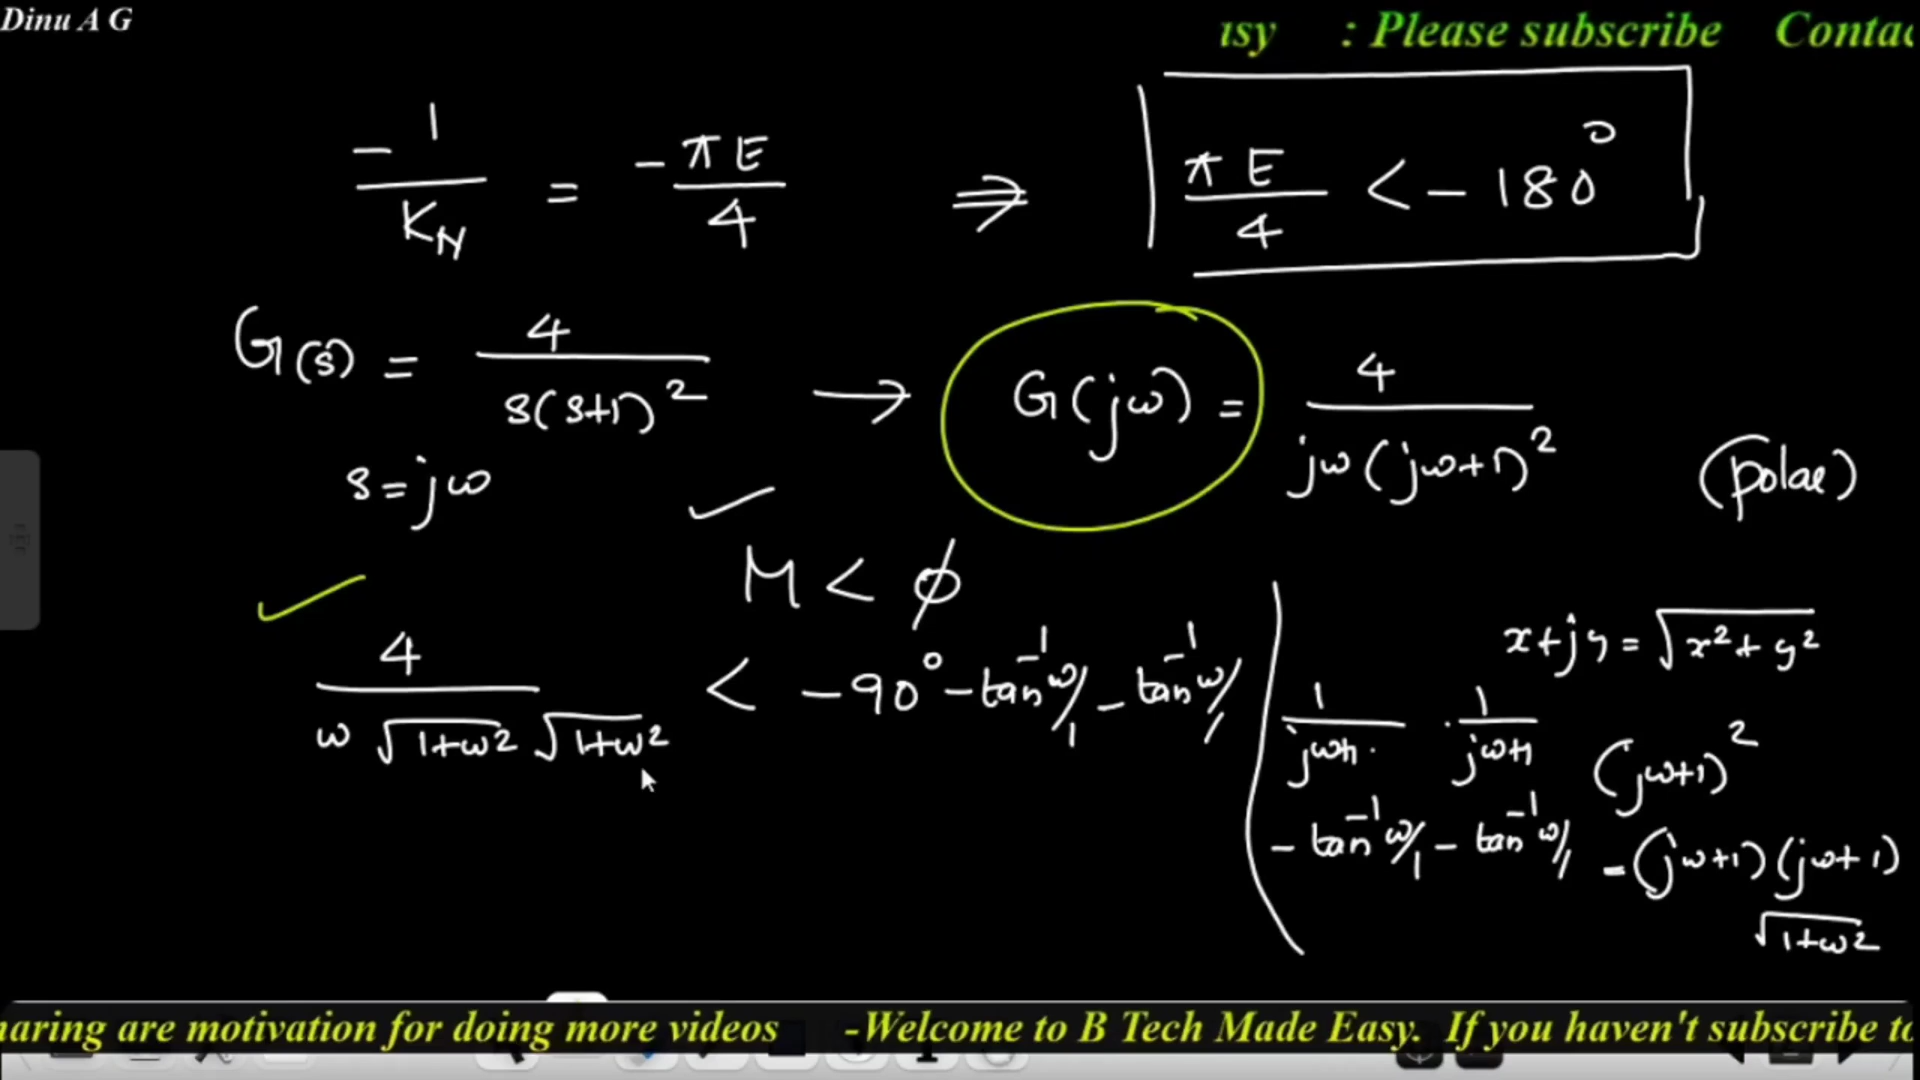 Dinu A G
ısy : Please subscribe Contac
-1/K_N = -πE/4 ⇒ πE/4 < -180°
G(s) = 4/s(s+1)² → G(jω) = 4/jω(jω+1)² (polar)
s=jω
M < ϕ
4/ω√1+ω² √1+ω² < -90° -tan⁻¹ω/1 - tan⁻¹ω/1
x+jy = √x²+y²
1/jω+1 · 1/jω+1 (jω+1)²
-tan⁻¹ω/1 - tan⁻¹ω/1 = (jω+1)(jω+1)
√1+ω²
haring are motivation for doing more videos -Welcome to B Tech Made Easy. If you haven't subscribe to